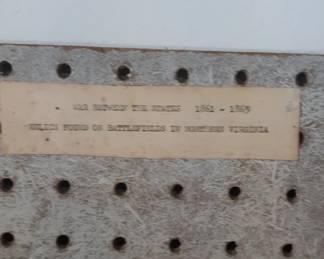 WAR BETWEEN THE STATES 1861 - 1865
RELICS FOUND ON BATTLEFIELDS IN NORTHERN VIRGINIA